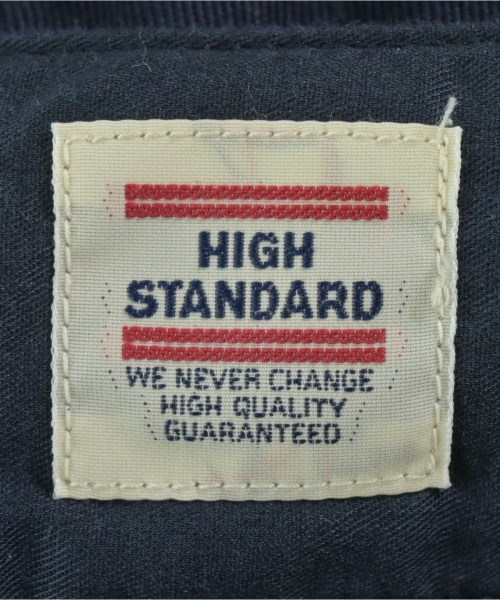 HIGH
STANDARD
WE NEVER CHANGE
HIGH QUALITY
GUARANTEED